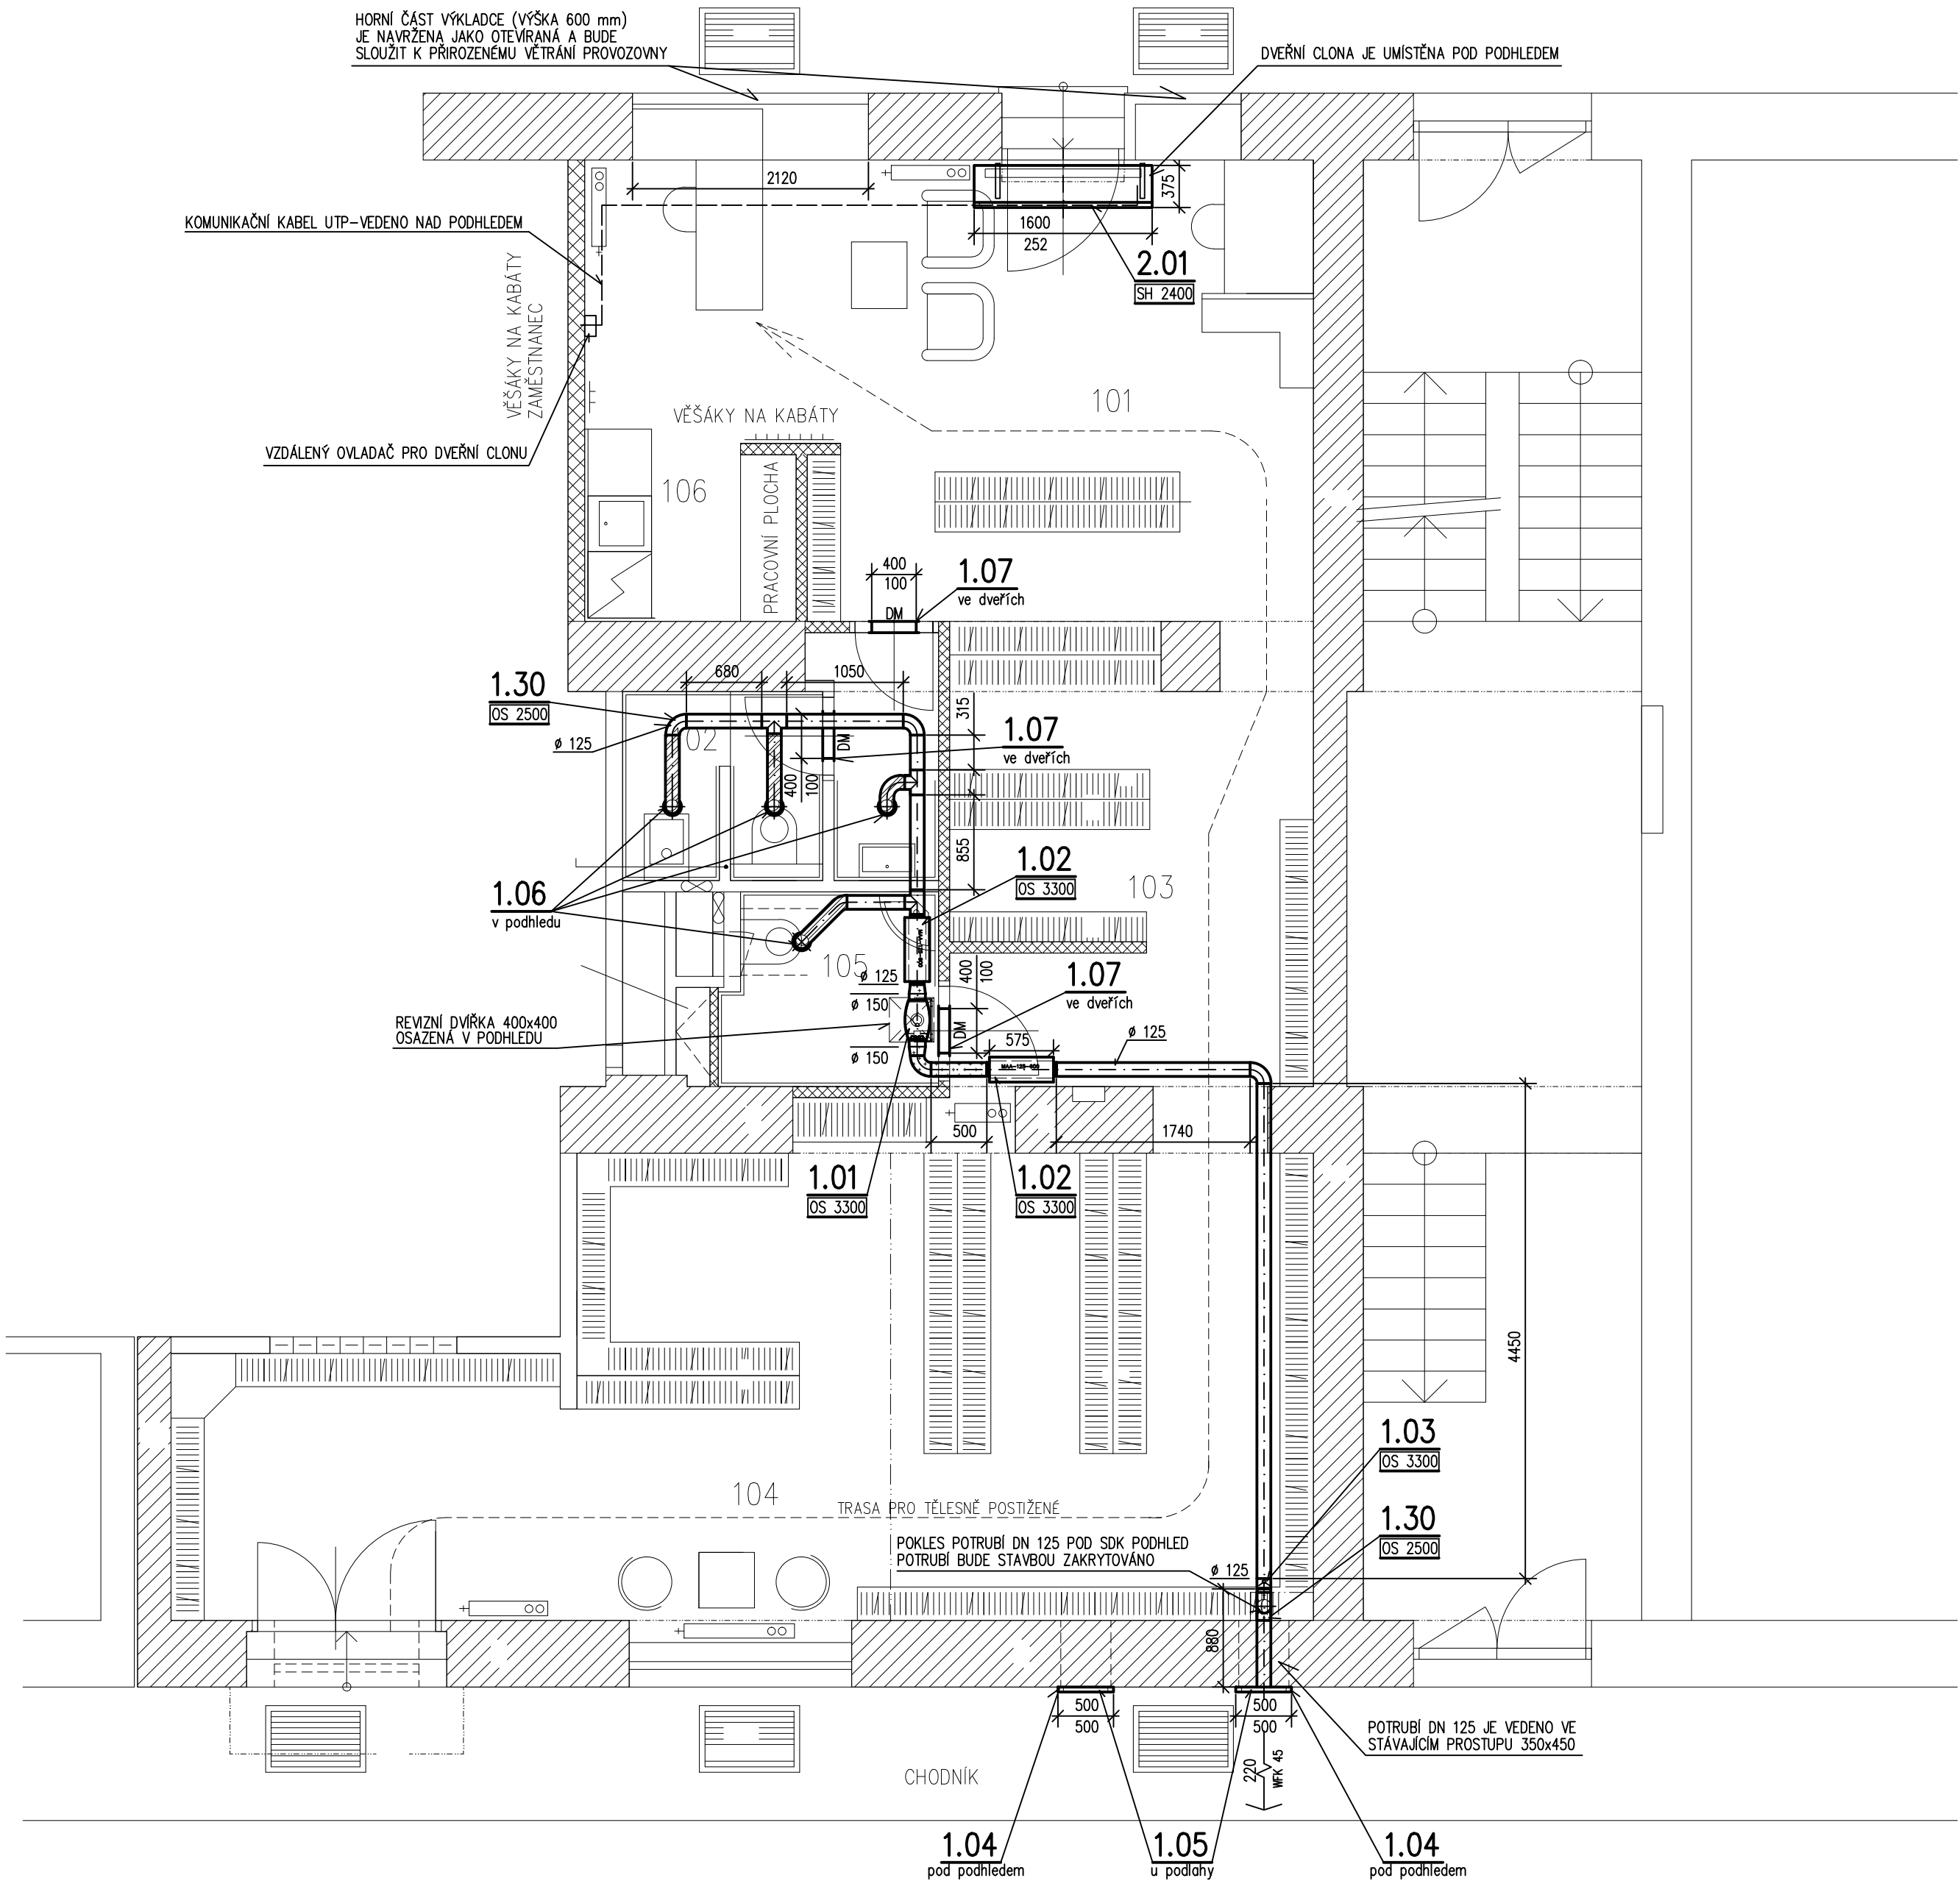 HORNÍ ČÁST VÝKLADCE (VÝŠKA 600 mm)
JE NAVRŽENA JAKO OTEVÍRANÁ A BUDE
SLOUŽIT K PŘIROZENÉMU VĚTRÁNÍ PROVOZOVNY
DVEŘNÍ CLONA JE UMÍSTĚNA POD PODHLEDEM
2120
375
KOMUNIKAČNÍ KABEL UTP-VEDENO NAD PODHLEDEM
1600
252
2.01
SH 2400
VĚŠÁKY NA KABÁTY
ZAMĚSTNANEC
101
VĚŠÁKY NA KABÁTY
VZDÁLENÝ OVLADAČ PRO DVEŘNÍ CLONU
106
PRACOVNÍ PLOCHA
400
100
DM
1.07
ve dveřích
680
1050
1.30
OS 2500
315
ø 125
02
DM
400
100
1.07
ve dveřích
855
1.02
OS 3300
103
1.06
v podhledu
105
ø 125
400
100
1.07
ve dveřích
ø 150
REVIZNÍ DVÍŘKA 400x400
OSAZENÁ V PODHLEDU
DM
575
ø 125
ø 150
MAA-125-600
500
1740
1.01
OS 3300
1.02
OS 3300
4450
1.03
OS 3300
104
TRASA PRO TĚLESNĚ POSTIŽENÉ
1.30
OS 2500
POKLES POTRUBÍ DN 125 POD SDK PODHLED
POTRUBÍ BUDE STAVBOU ZAKRYTOVÁNO
ø 125
880
500
500
500
500
POTRUBÍ DN 125 JE VEDENO VE
STÁVAJÍCÍM PROSTUPU 350x450
220
WFK 45
CHODNÍK
1.04
pod podhledem
1.05
u podlahy
1.04
pod podhledem